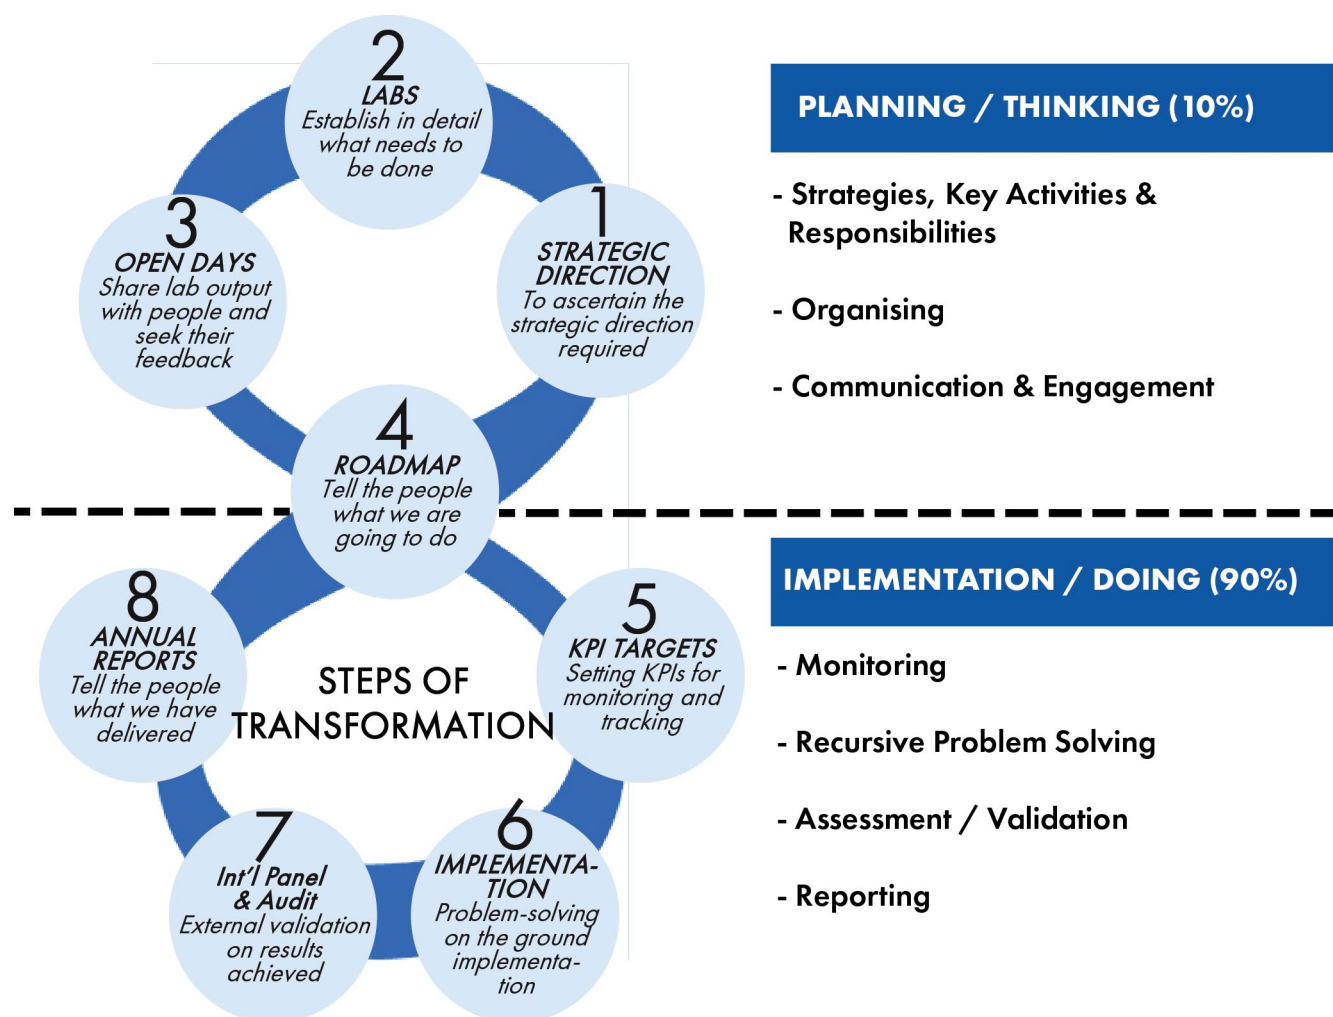 2
LABS
Establish in detail
what needs to
be done
1
STRATEGIC
DIRECTION
To ascertain the
strategic direction
required
3
OPEN DAYS
Share lab output
with people and
seek their
feedback
4
ROADMAP
Tell the people
what we are
going to do
5
KPI TARGETS
Setting KPIs for
monitoring and
tracking
8
ANNUAL
REPORTS
Tell the people
what we have
delivered
STEPS OF
TRANSFORMATION
7
Int'l Panel
& Audit
External validation
on results
achieved
6
IMPLEMENTA-
TION
Problem-solving
on the ground
implementa-
tion
PLANNING / THINKING (10%)
- Strategies, Key Activities &
Responsibilities
- Organising
- Communication & Engagement
IMPLEMENTATION / DOING (90%)
- Monitoring
- Recursive Problem Solving
- Assessment / Validation
- Reporting